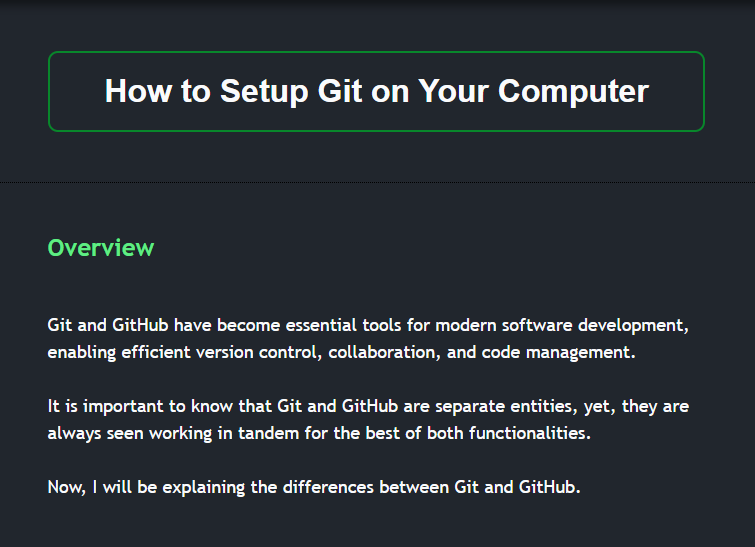 How to Setup Git on Your Computer
Overview
Git and GitHub have become essential tools for modern software development,
enabling efficient version control, collaboration, and code management.
It is important to know that Git and GitHub are separate entities, yet, they are
always seen working in tandem for the best of both functionalities.
Now, I will be explaining the differences between Git and GitHub.